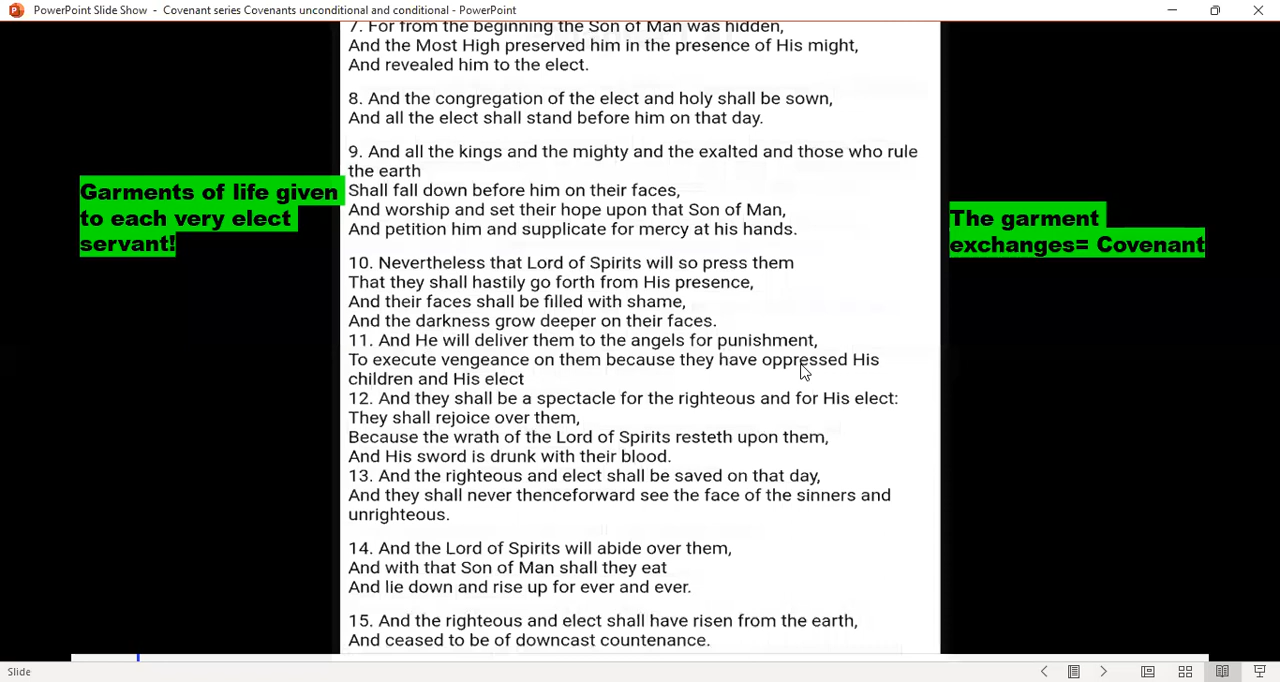 PowerPoint Slide Show - Covenant series Covenants unconditional and conditional - PowerPoint
7. For from the beginning the Son of Man was hidden,
And the Most High preserved him in the presence of His might,
And revealed him to the elect.
8. And the congregation of the elect and holy shall be sown,
And all the elect shall stand before him on that day.
9. And all the kings and the mighty and the exalted and those who rule
the earth
Shall fall down before him on their faces,
And worship and set their hope upon that Son of Man,
And petition him and supplicate for mercy at his hands.
10. Nevertheless that Lord of Spirits will so press them
That they shall hastily go forth from His presence,
And their faces shall be filled with shame,
And the darkness grow deeper on their faces.
11. And He will deliver them to the angels for punishment,
To execute vengeance on them because they have oppressed His
children and His elect
12. And they shall be a spectacle for the righteous and for His elect:
They shall rejoice over them,
Because the wrath of the Lord of Spirits resteth upon them,
And His sword is drunk with their blood.
13. And the righteous and elect shall be saved on that day,
And they shall never thenceforward see the face of the sinners and
unrighteous.
14. And the Lord of Spirits will abide over them,
And with that Son of Man shall they eat
And lie down and rise up for ever and ever.
15. And the righteous and elect shall have risen from the earth,
And ceased to be of downcast countenance.
Garments of life given
to each very elect
servant!
The garment
exchanges= Covenant
Slide